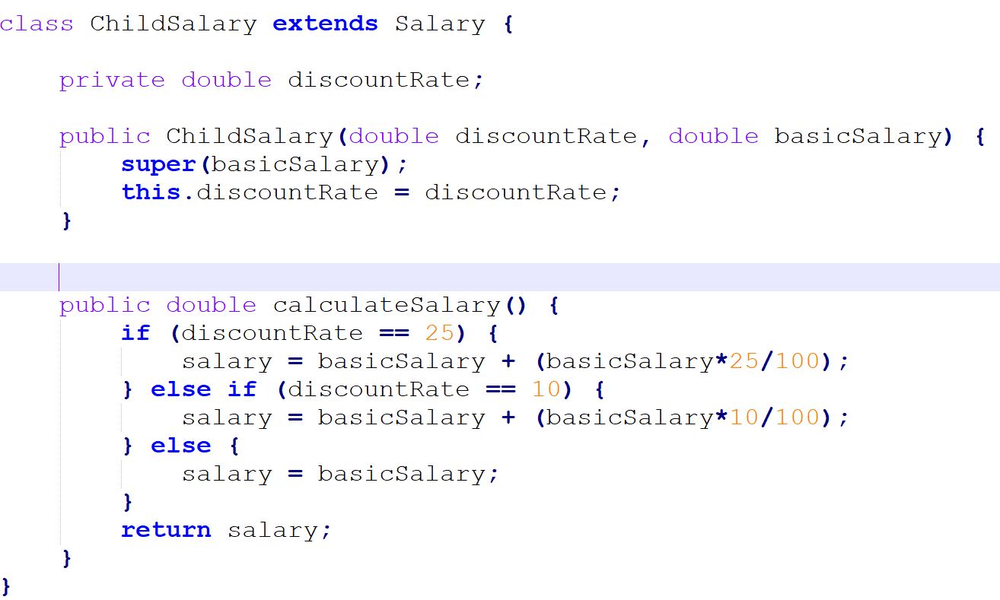 class ChildSalary extends Salary {
private double discountRate;
public ChildSalary(double discountRate, double basicSalary) {
super(basicSalary);
this.discountRate = discountRate;
}
public double calculateSalary() {
if (discountRate == 25) {
salary = basicSalary + (basicSalary*25/100);
} else if (discountRate == 10) {
salary = basicSalary + (basicSalary*10/100);
} else {
salary = basicSalary;
}
return salary;
}
}